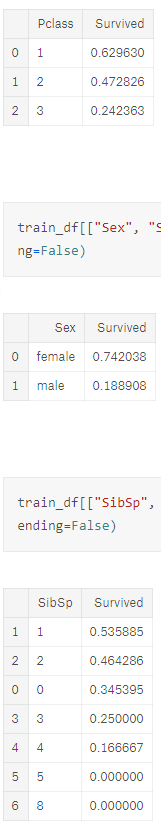 Pclass Survived
0 1 0.629630
1 2 0.472826
2 3 0.242363
train_df[["Sex", "S
ng=False)
Sex Survived
0 female 0.742038
1 male 0.188908
train_df[["SibSp",
ending=False)
SibSp Survived
1 1 0.535885
2 2 0.464286
0 0 0.345395
3 3 0.250000
4 4 0.166667
5 5 0.000000
6 8 0.000000